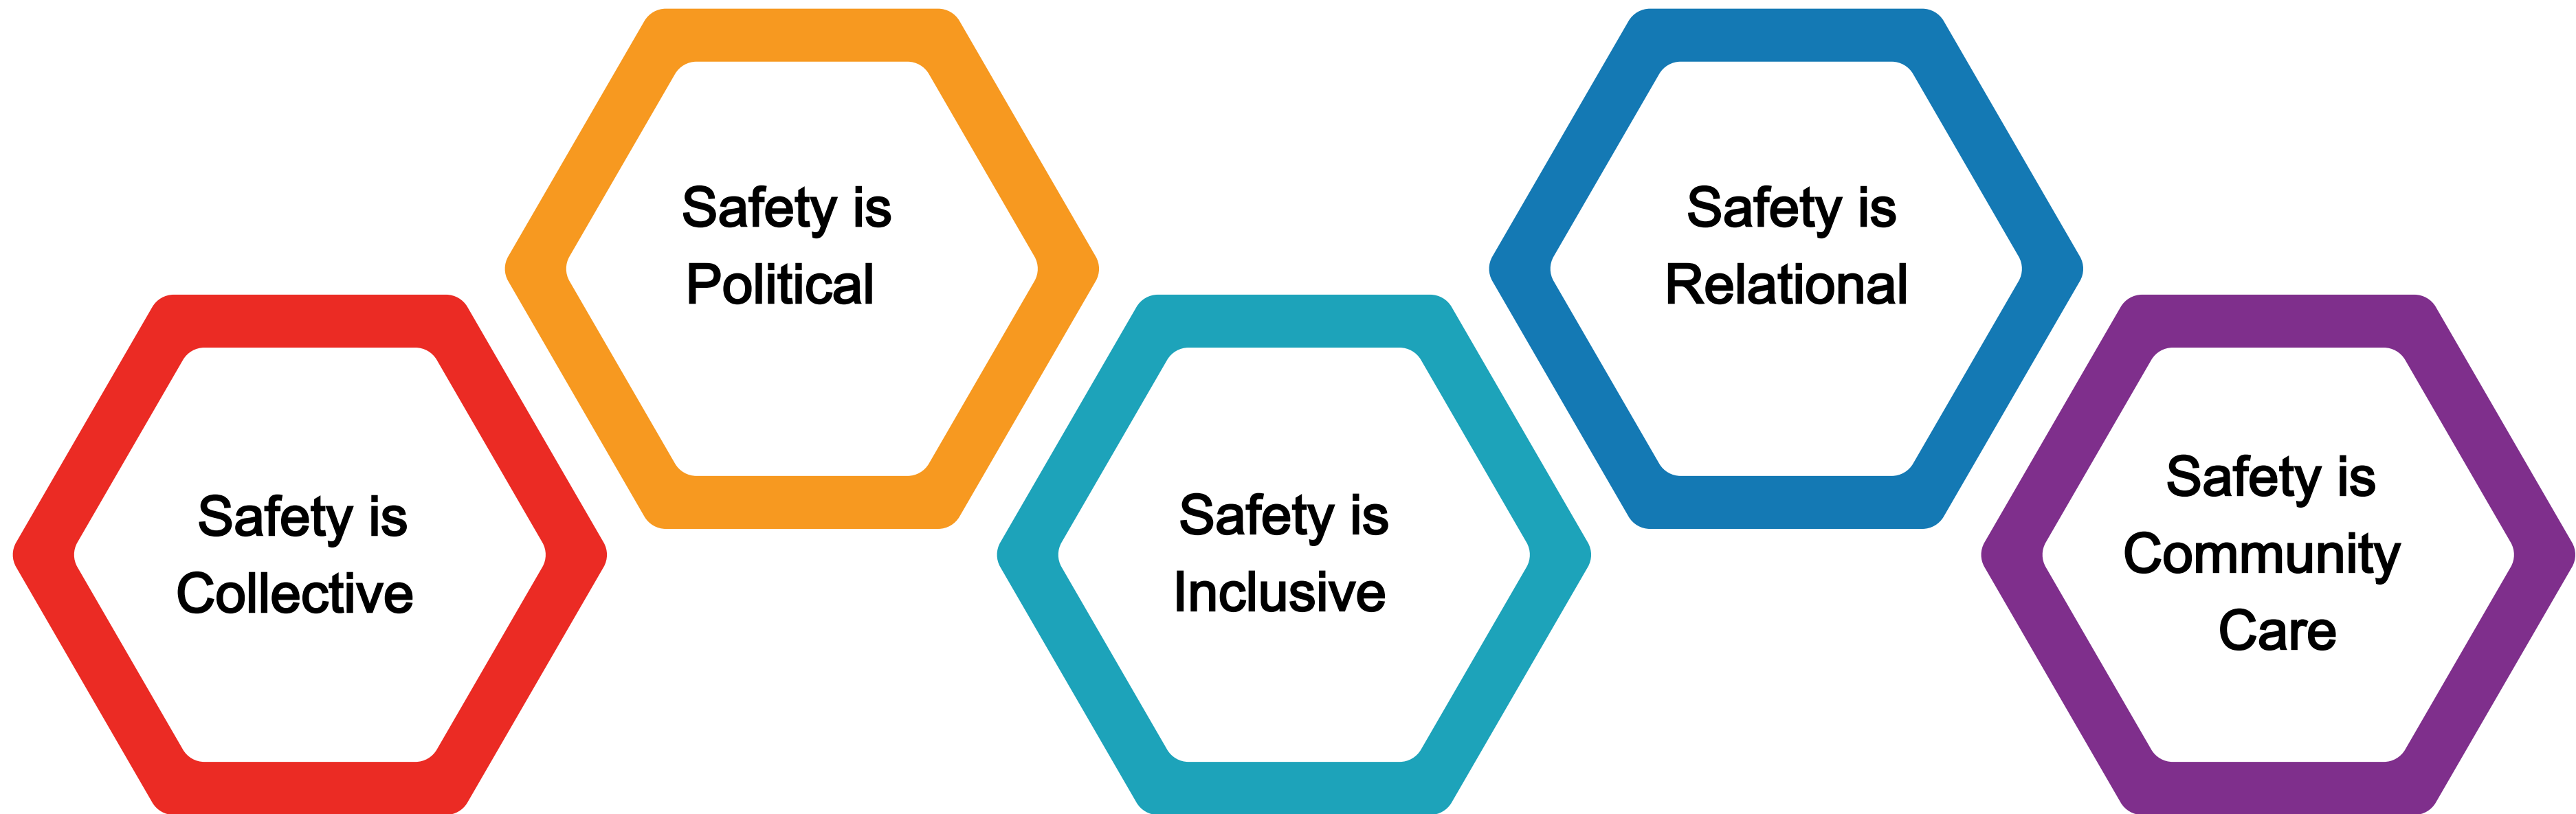 Safety is
Collective
Safety is
Political
Safety is
Inclusive
Safety is
Relational
Safety is
Community
Care